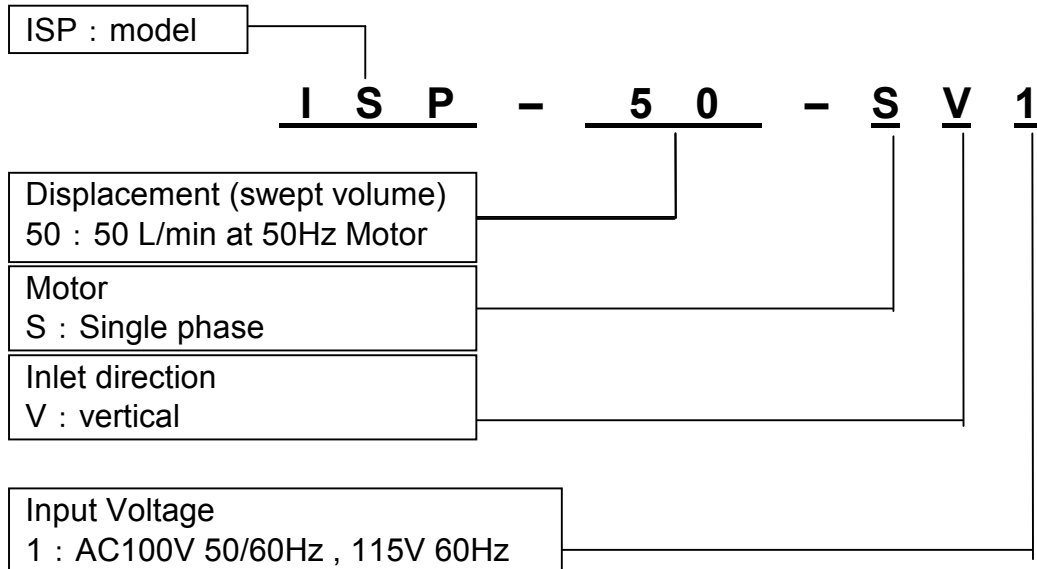 ISP : model
I S P – 5 0 – S V 1
Displacement (swept volume)
50 : 50 L/min at 50Hz Motor
Motor
S : Single phase
Inlet direction
V : vertical
Input Voltage
1 : AC100V 50/60Hz , 115V 60Hz